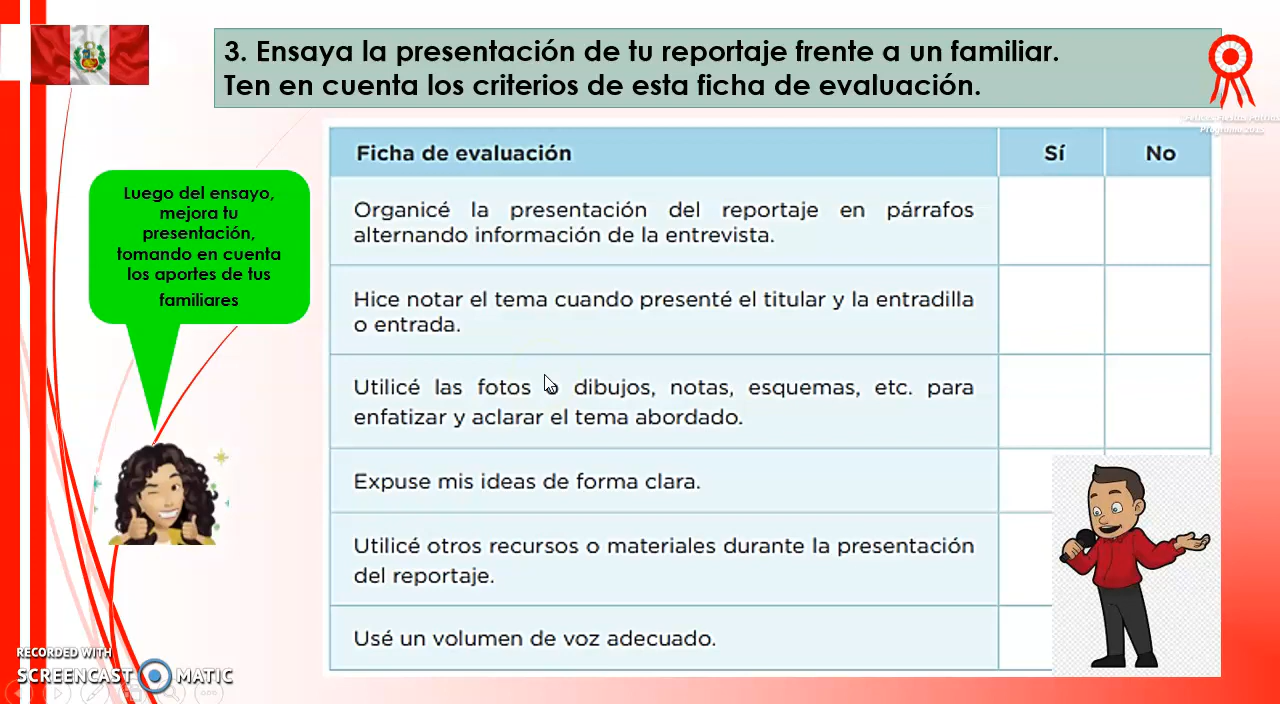 3. Ensaya la presentación de tu reportaje frente a un familiar.
Ten en cuenta los criterios de esta ficha de evaluación.
Luego del ensayo,
mejora tu
presentación,
tomando en cuenta
los aportes de tus
familiares
Ficha de evaluación Sí No
Organicé la presentación del reportaje en párrafos
alternando información de la entrevista.
Hice notar el tema cuando presenté el titular y la entradilla
o entrada.
Utilicé las fotos o dibujos, notas, esquemas, etc. para
enfatizar y aclarar el tema abordado.
Expuse mis ideas de forma clara.
Utilicé otros recursos o materiales durante la presentación
del reportaje.
Usé un volumen de voz adecuado.
RECORDED WITH
SCREENCAST MATIC